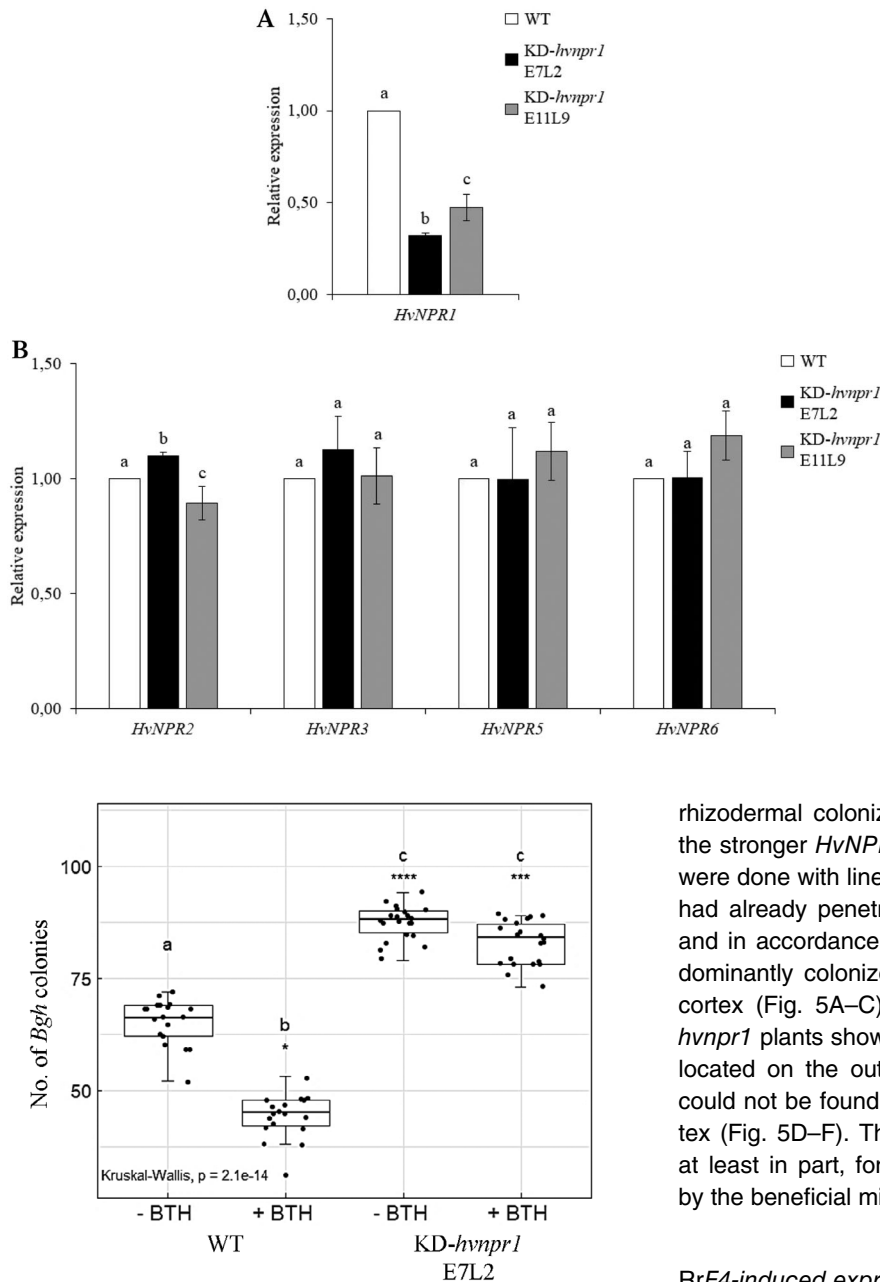 A
1,50
1,00
0,50
0,00
Relative expression
a
b
c
HvNPR1
WT
KD-hvnpr1
E7L2
KD-hvnpr1
E11L9
B
1,50
1,00
0,50
0,00
Relative expression
a
b
c
a
a
a
a
a
a
a
a
a
HvNPR2
HvNPR3
HvNPR5
HvNPR6
WT
KD-hvnpr1
E7L2
KD-hvnpr1
E11L9
No. of Bgh colonies
100
75
50
a
b
*
c
****
c
***
Kruskal-Wallis, p = 2.1e-14
- BTH
+ BTH
- BTH
+ BTH
WT
KD-hvnpr1
E7L2
rhizodermal coloniz
the stronger HvNPR
were done with line
had already penetr
and in accordance
dominantly colonize
cortex (Fig. 5A–C)
hvnpr1 plants show
located on the out
could not be found
tex (Fig. 5D–F). Th
at least in part, for
by the beneficial mi
RrF4-induced expr